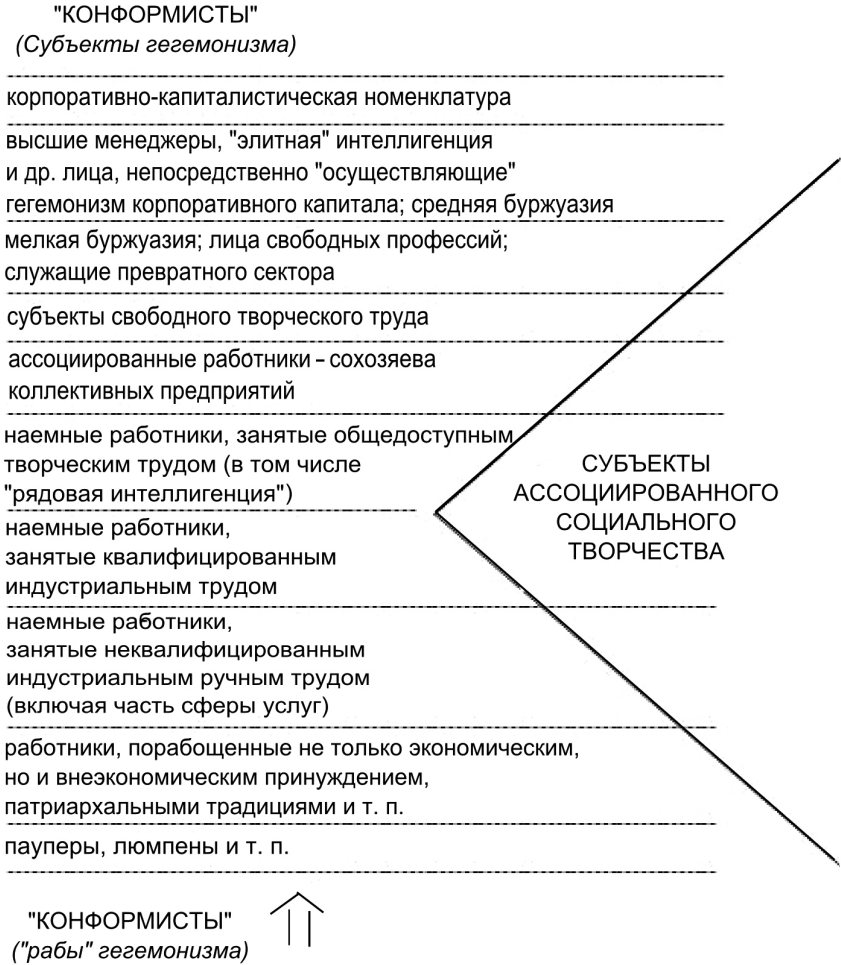 "КОНФОРМИСТЫ"
(Субъекты гегемонизма)
корпоративно-капиталистическая номенклатура
высшие менеджеры, "элитная" интеллигенция
и др. лица, непосредственно "осуществляющие"
гегемонизм корпоративного капитала; средняя буржуазия
мелкая буржуазия; лица свободных профессий;
служащие превратного сектора
субъекты свободного творческого труда
ассоциированные работники – сохозяева
коллективных предприятий
наемные работники, занятые общедоступным
творческим трудом (в том числе
"рядовая интеллигенция")
СУБЪЕКТЫ
АССОЦИИРОВАННОГО
СОЦИАЛЬНОГО
ТВОРЧЕСТВА
наемные работники,
занятые квалифицированным
индустриальным трудом
наемные работники,
занятые неквалифицированным
индустриальным ручным трудом
(включая часть сферы услуг)
работники, порабощенные не только экономическим,
но и внеэкономическим принуждением,
патриархальными традициями и т. п.
пауперы, люмпены и т. п.
"КОНФОРМИСТЫ"
("рабы" гегемонизма)